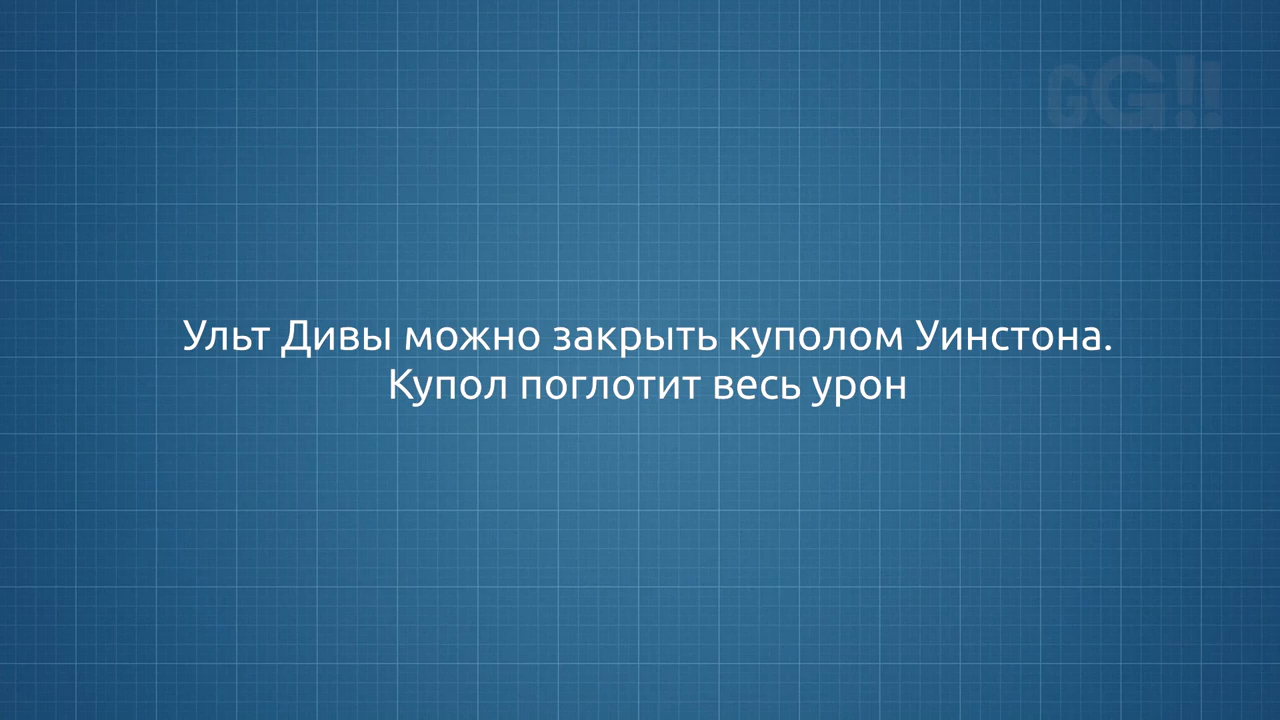 GG!!
Ульт Дивы можно закрыть куполом Уинстона.
Купол поглотит весь урон